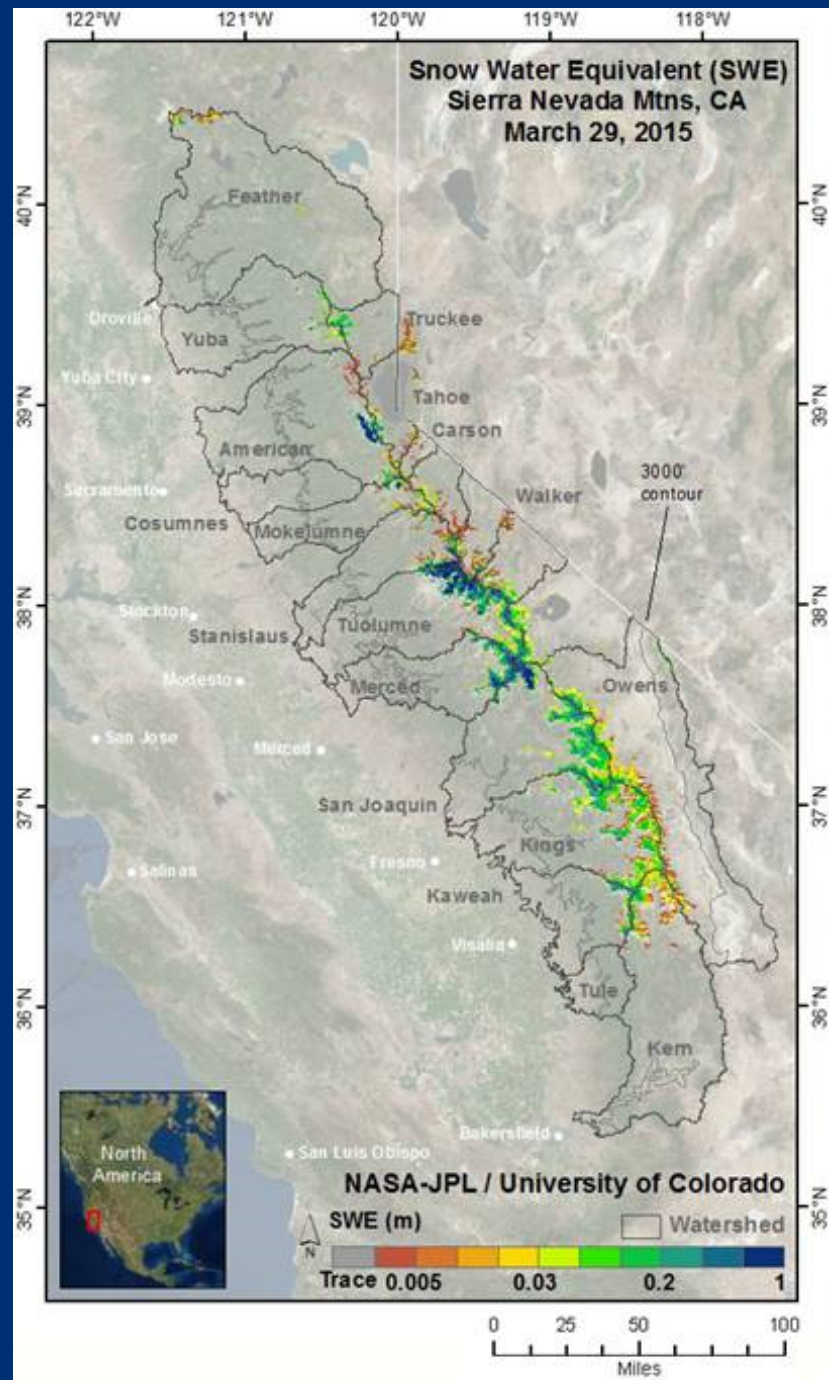 122°W 121°W 120°W 119°W 118°W
Snow Water Equivalent (SWE)
Sierra Nevada Mtns, CA
March 29, 2015
40°N
40°N
Feather
Oroville
Truckee
Yuba
Yuba City
39°N
39°N
Tahoe
Carson
American
3000'
contour
Sacramento
Walker
Cosumnes
Mokelumne
38°N
38°N
Stockton
Tuolumne
Stanislaus
Modesto
Merced
Owens
San Jose
Merced
37°N
37°N
San Joaquin
Kings
Fresno
Salinas
Kaweah
Visalia
Tule
36°N
36°N
Kern
Bakersfield
San Luis Obispo
North
America
35°N
35°N
NASA-JPL / University of Colorado
SWE (m)
Watershed
N
Trace 0.005 0.03 0.2 1
0 25 50 100
Miles